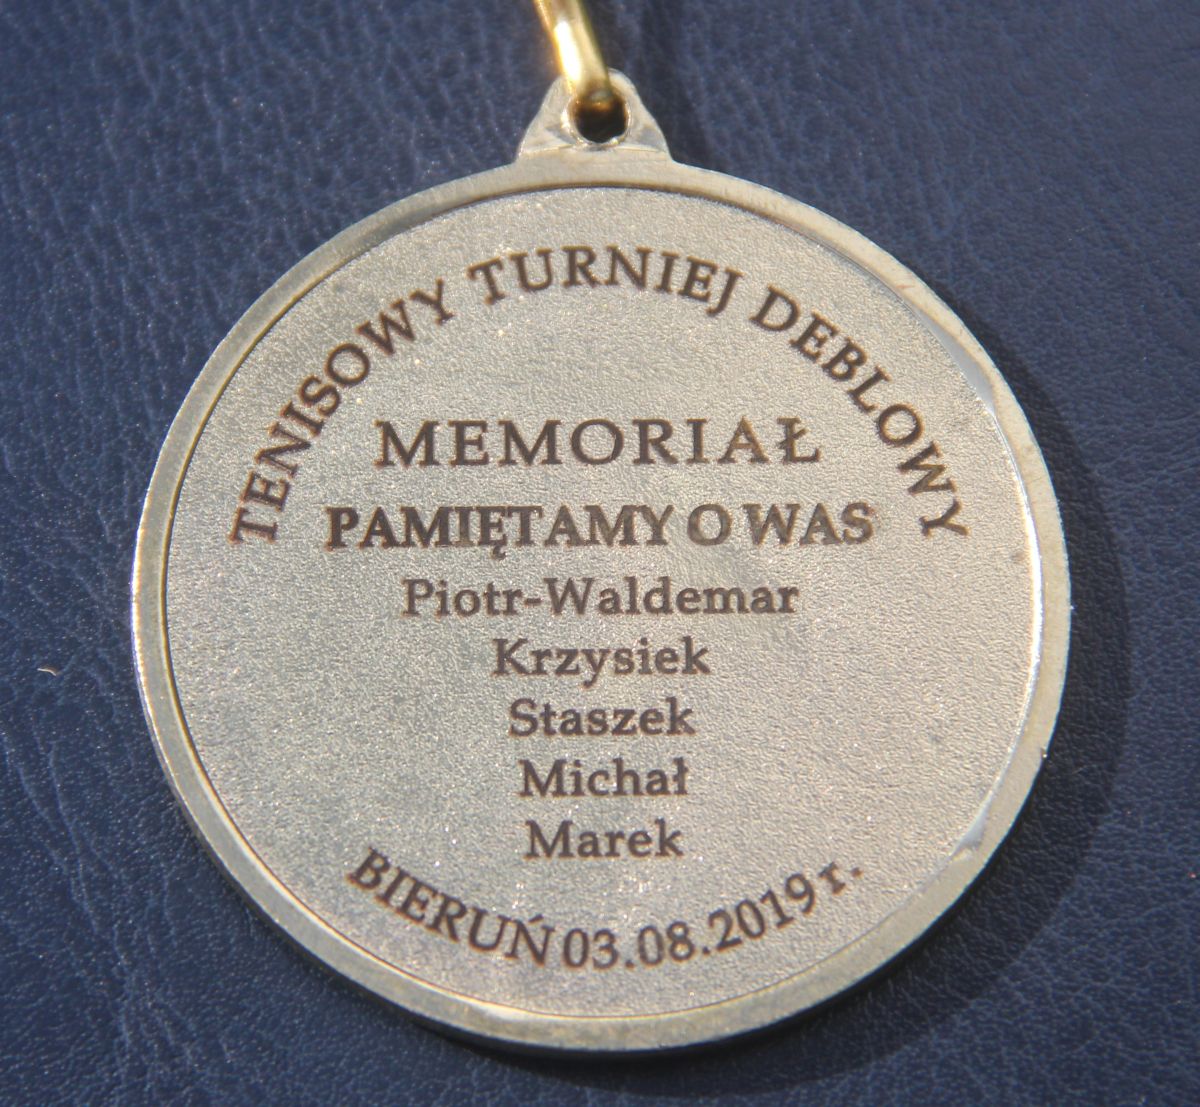 TENISOWY TURNIEJ DEBLOWY
MEMORIAŁ
PAMIĘTAMY O WAS
Piotr-Waldemar
Krzysiek
Staszek
Michał
Marek
BIERUŃ 03.08.2019 r.